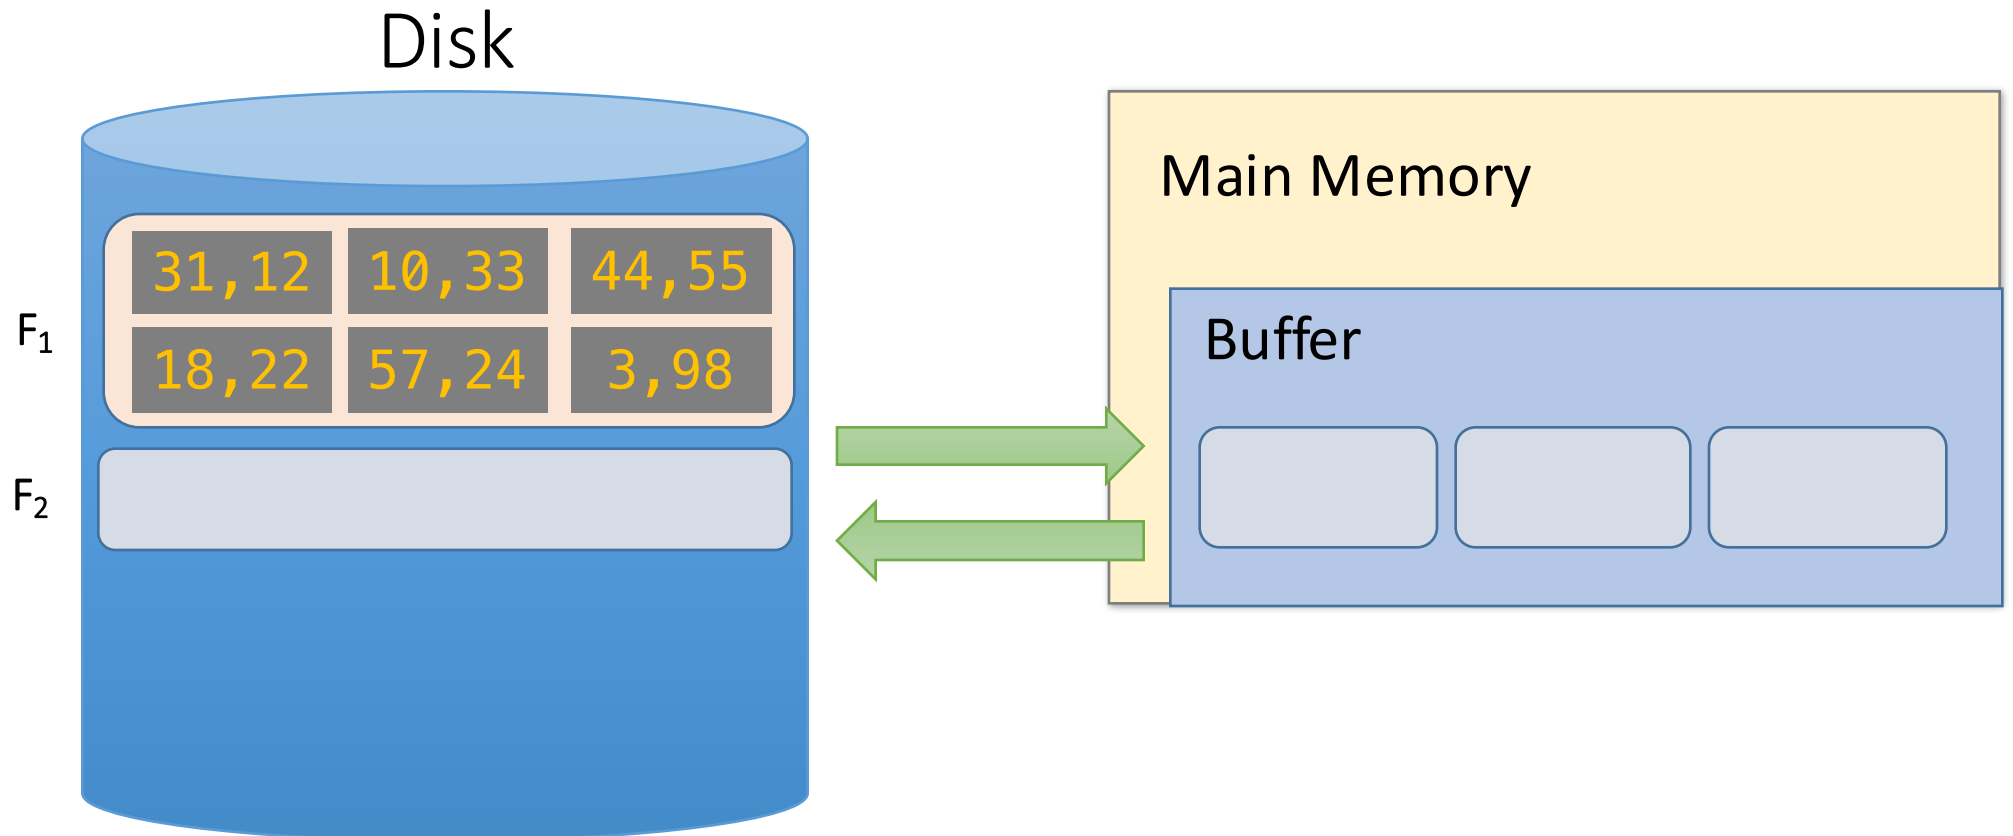 Disk
Main Memory
31,12 10,33 44,55
F₁
Buffer
18,22 57,24 3,98
F₂